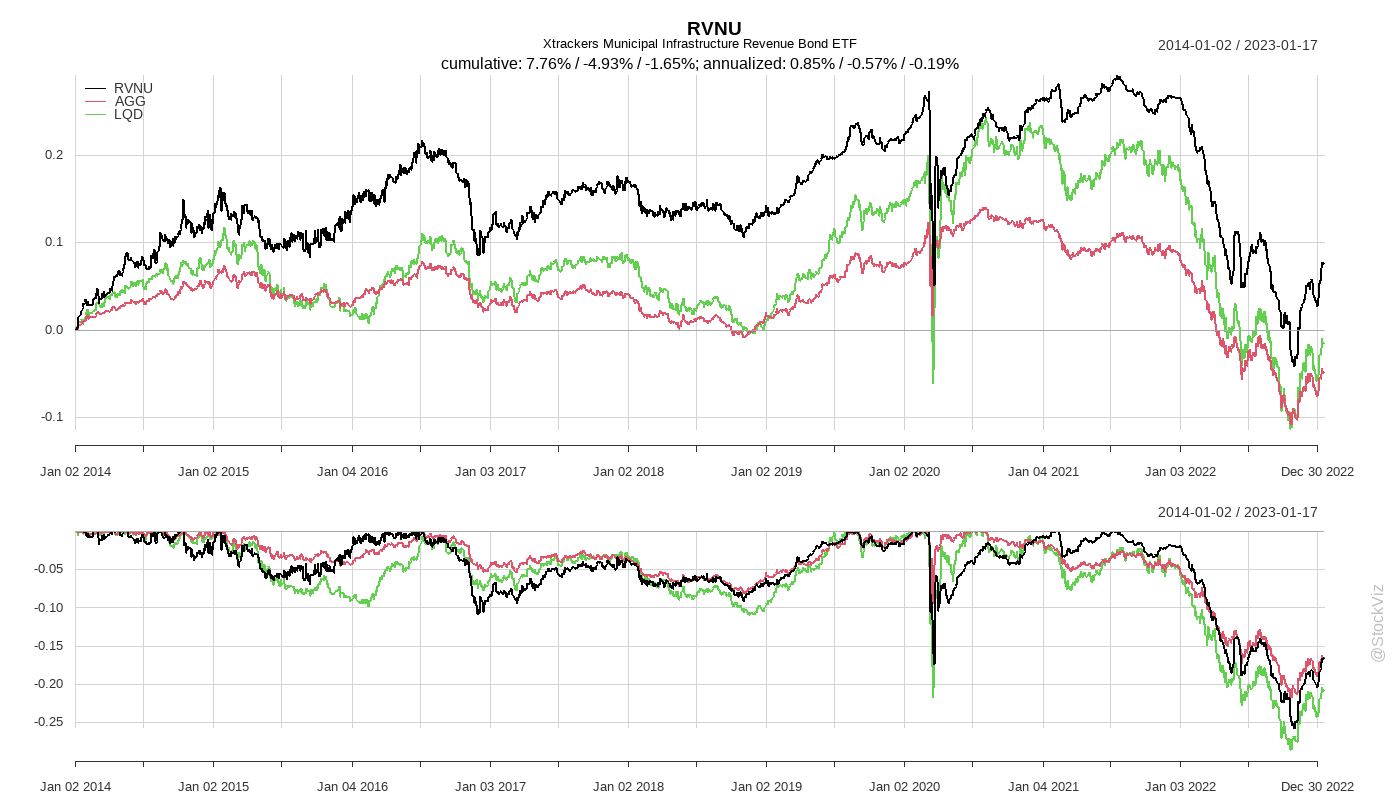 RVNU
Xtrackers Municipal Infrastructure Revenue Bond ETF
2014-01-02 / 2023-01-17
cumulative: 7.76% / -4.93% / -1.65%; annualized: 0.85% / -0.57% / -0.19%
RVNU
AGG
LQD
0.2
0.1
0.0
-0.1
Jan 02 2014 Jan 02 2015 Jan 04 2016 Jan 03 2017 Jan 02 2018 Jan 02 2019 Jan 02 2020 Jan 04 2021 Jan 03 2022 Dec 30 2022
2014-01-02 / 2023-01-17
-0.05
-0.10
-0.15
-0.20
-0.25
Jan 02 2014 Jan 02 2015 Jan 04 2016 Jan 03 2017 Jan 02 2018 Jan 02 2019 Jan 02 2020 Jan 04 2021 Jan 03 2022 Dec 30 2022
@StockViz